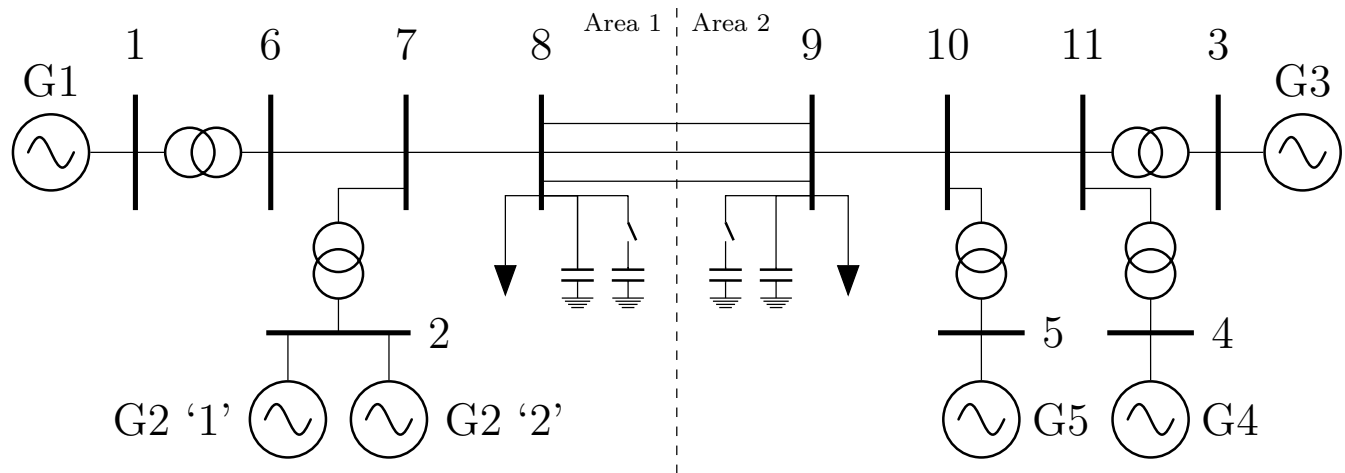 Area 1 Area 2
1 6 7 8 9 10 11 3
G1 G3
2 5 4
G2 ‘1’ G2 ‘2’ G5 G4